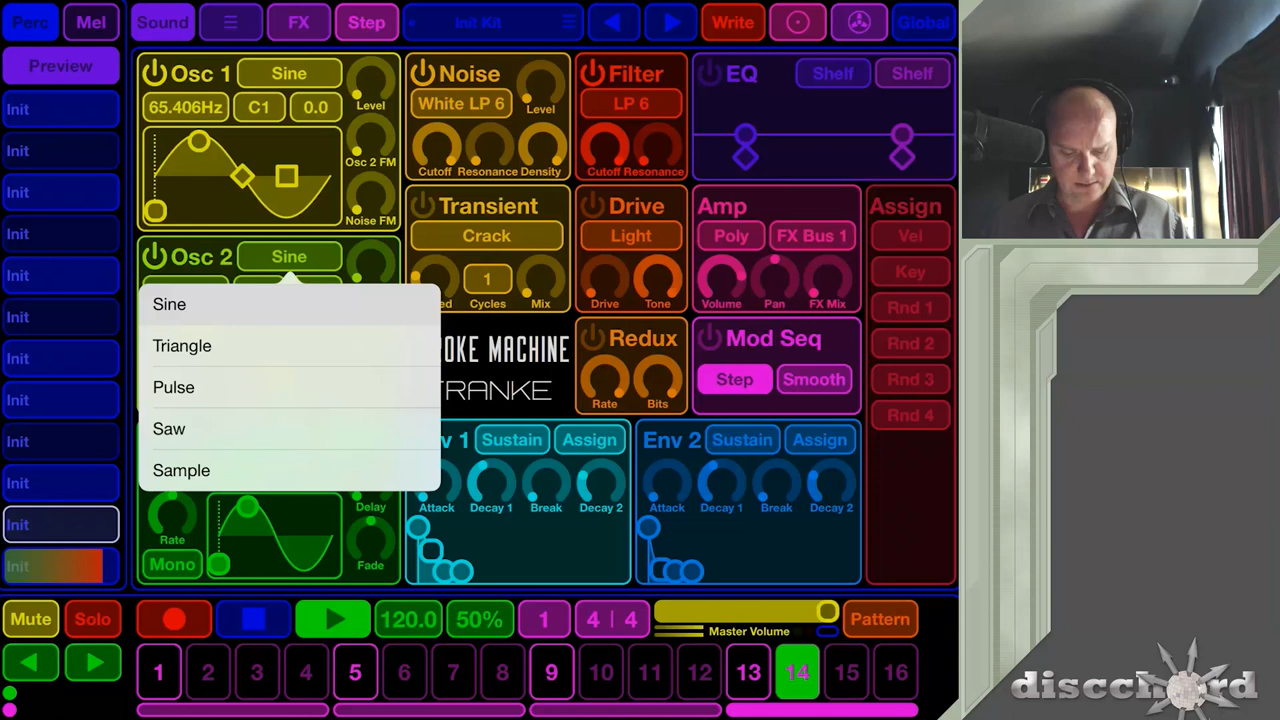 Perc Mel Sound FX Step Init Kit Write Global
Preview
Init
Init
Init
Init
Init
Init
Init
Init
Init
Init
Init
Init
Osc 1 Sine
65.406Hz C1 0.0
Level
Osc 2 FM
Noise FM
Osc 2 Sine
Sine
Triangle
Pulse
Saw
Sample
Rate
Mono
Delay
Fade
Noise
White LP 6
Level
Cutoff Resonance Density
Filter
LP 6
Cutoff Resonance
EQ Shelf Shelf
Transient
Crack
1
Cycles Mix
Drive
Light
Drive Tone
Amp
Poly FX Bus 1
Volume Pan FX Mix
Assign
Vel
Key
Rnd 1
Rnd 2
Rnd 3
Rnd 4
OKE MACHINE
TRANKE
Redux
Rate Bits
Mod Seq
Step Smooth
v 1 Sustain Assign
Attack Decay 1 Break Decay 2
Env 2 Sustain Assign
Attack Decay 1 Break Decay 2
Mute Solo 120.0 50% 1 4 | 4 Master Volume Pattern
1 2 3 4 5 6 7 8 9 10 11 12 13 14 15 16
discchord